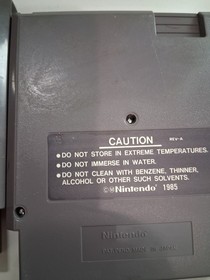 CAUTION
REV-A
•DO NOT STORE IN EXTREME TEMPERATURES.
•DO NOT IMMERSE IN WATER.
•DO NOT CLEAN WITH BENZENE, THINNER,
ALCOHOL OR OTHER SUCH SOLVENTS.
©®Nintendo® 1985
Nintendo